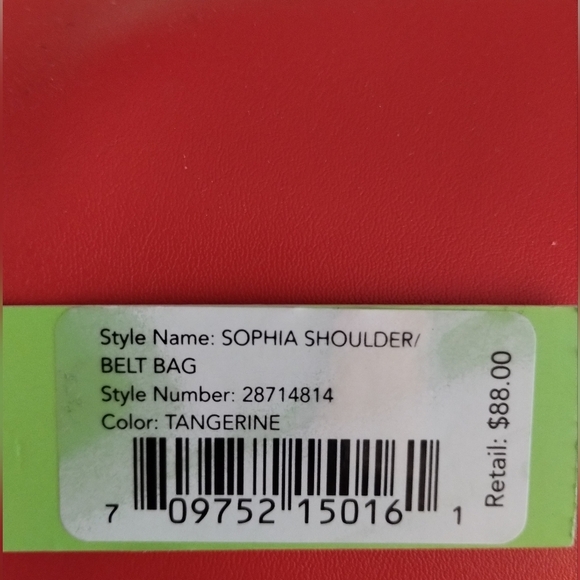 Style Name: SOPHIA SHOULDER/
BELT BAG
Style Number: 28714814
Color: TANGERINE
7 09752 15016 1
Retail: $88.00